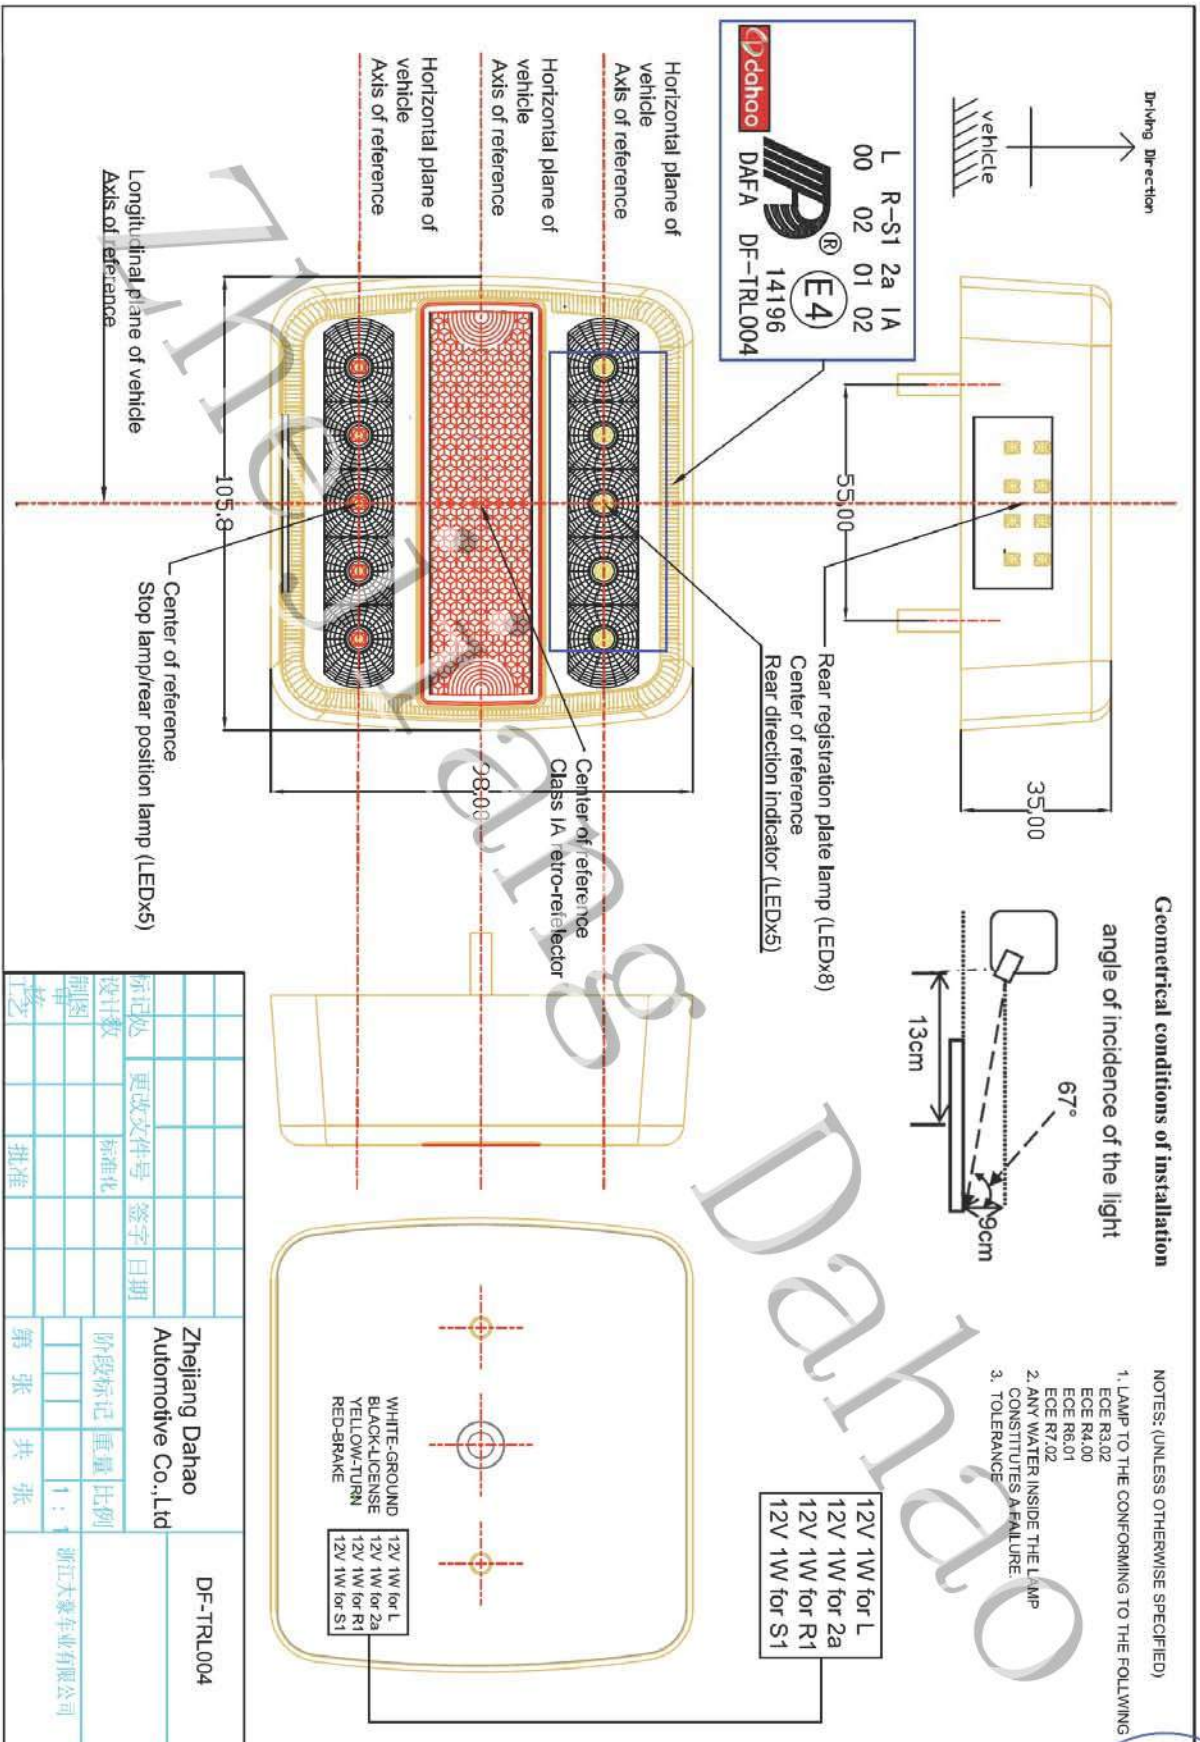 Driving Direction
vehicle
L R-S1 2a IA
00 02 01 02
® E4
14196
dahao
DAFA DF-TRL004
Horizontal plane of
vehicle
Axis of reference
Horizontal plane of
vehicle
Axis of reference
Horizontal plane of
vehicle
Axis of reference
Longitudinal plane of vehicle
Axis of reference
55,00
35,00
105,8
98,00
Rear registration plate lamp (LEDx8)
Center of reference
Rear direction indicator (LEDx5)
Center of reference
Class IA retro-refelector
Center of reference
Stop lamp/rear position lamp (LEDx5)
Geometrical conditions of installation
angle of incidence of the light
67°
9cm
13cm
NOTES: (UNLESS OTHERWISE SPECIFIED)
1. LAMP TO THE CONFORMING TO THE FOLLWING
ECE R3.02
ECE R4.00
ECE R6.01
ECE R7.02
2. ANY WATER INSIDE THE LAMP
CONSTITUTES A FAILURE.
3. TOLERANCE
12V 1W for L
12V 1W for 2a
12V 1W for R1
12V 1W for S1
WHITE-GROUND
BLACK-LICENSE
YELLOW-TURN
RED-BRAKE
12V 1W for L
12V 1W for 2a
12V 1W for R1
12V 1W for S1
标记处 更改文件号 签字 日期
设计数 标准化
制图
审核
工艺 批准
Zhejiang Dahao
Automotive Co.,Ltd
阶段标记 重量 比例
1 : 1
第 张 共 张
DF-TRL004
浙江大豪车业有限公司
Zhejiang Dahao